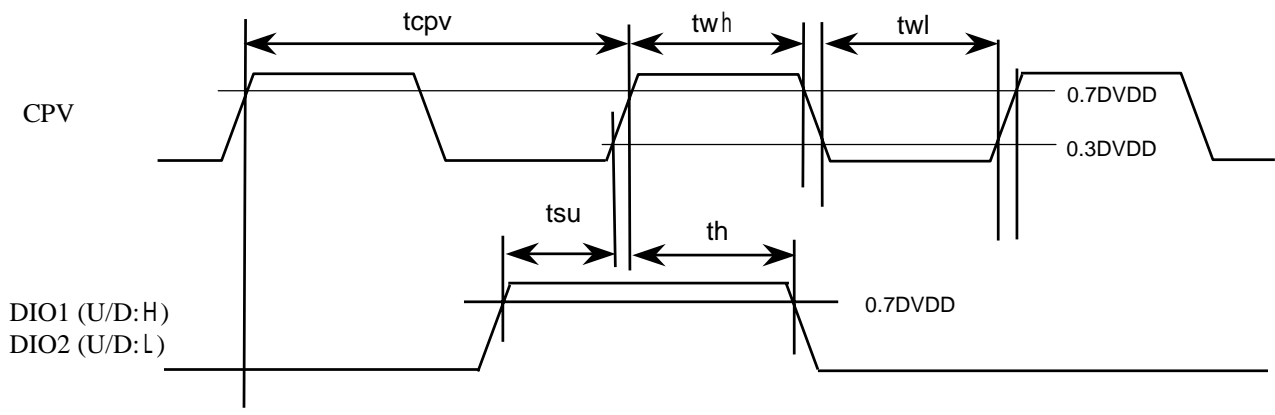 tcpv twh twl
CPV
0.7DVDD
0.3DVDD
tsu th
DIO1 (U/D:H) 0.7DVDD
DIO2 (U/D:L)